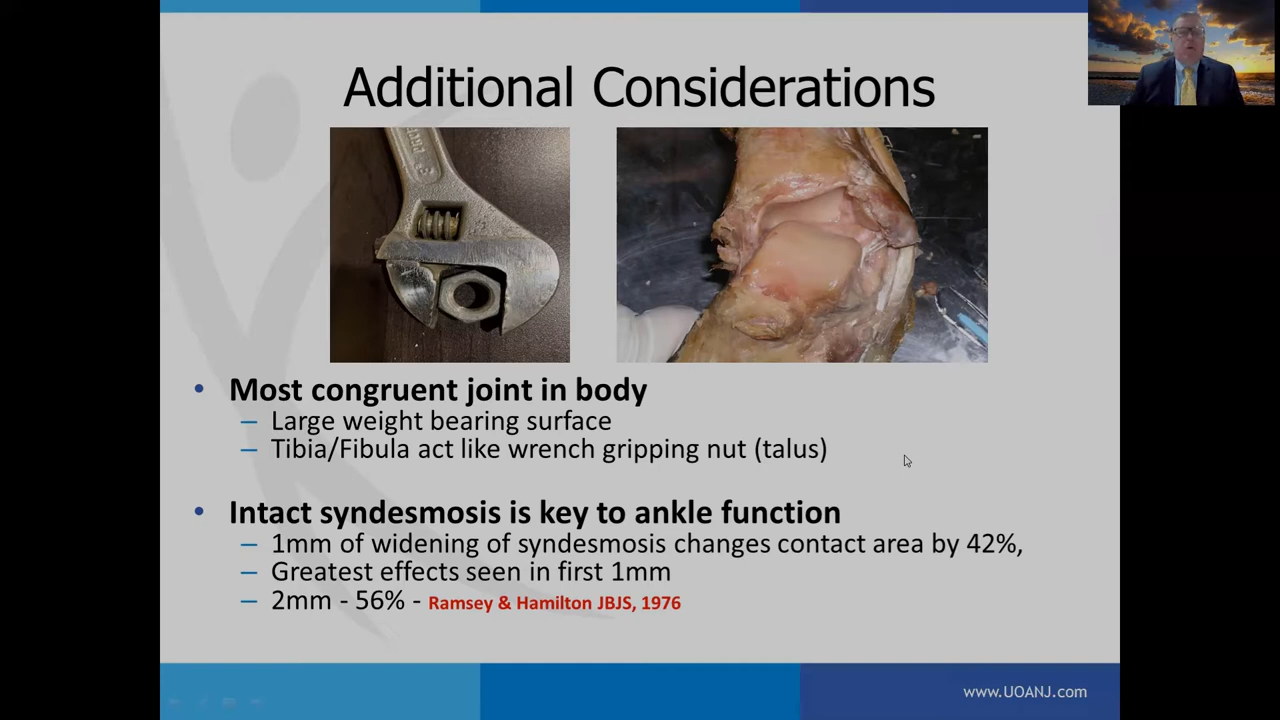 Additional Considerations
• Most congruent joint in body
– Large weight bearing surface
– Tibia/Fibula act like wrench gripping nut (talus)
• Intact syndesmosis is key to ankle function
– 1mm of widening of syndesmosis changes contact area by 42%,
– Greatest effects seen in first 1mm
– 2mm - 56% - Ramsey & Hamilton JBJS, 1976
www.UOANJ.com